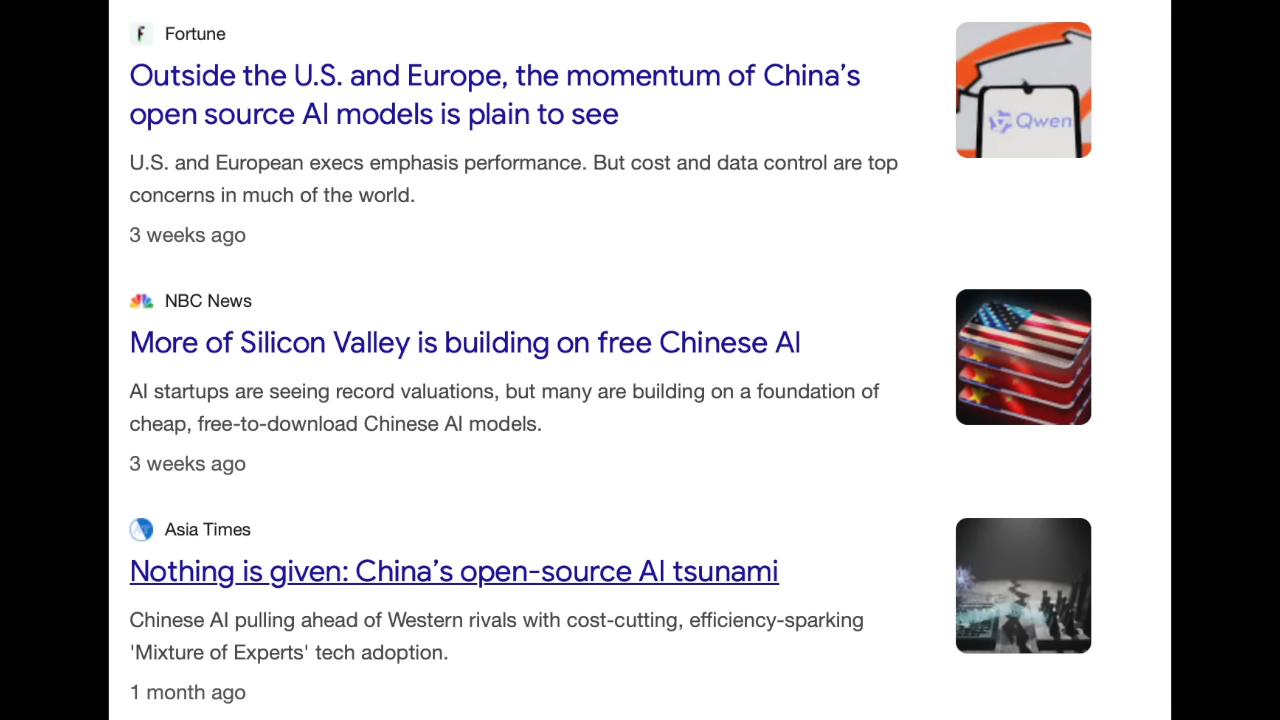 Fortune
Outside the U.S. and Europe, the momentum of China’s
open source AI models is plain to see
Qwen
U.S. and European execs emphasis performance. But cost and data control are top
concerns in much of the world.
3 weeks ago
NBC News
More of Silicon Valley is building on free Chinese AI
AI startups are seeing record valuations, but many are building on a foundation of
cheap, free-to-download Chinese AI models.
3 weeks ago
Asia Times
Nothing is given: China’s open-source AI tsunami
Chinese AI pulling ahead of Western rivals with cost-cutting, efficiency-sparking
'Mixture of Experts' tech adoption.
1 month ago